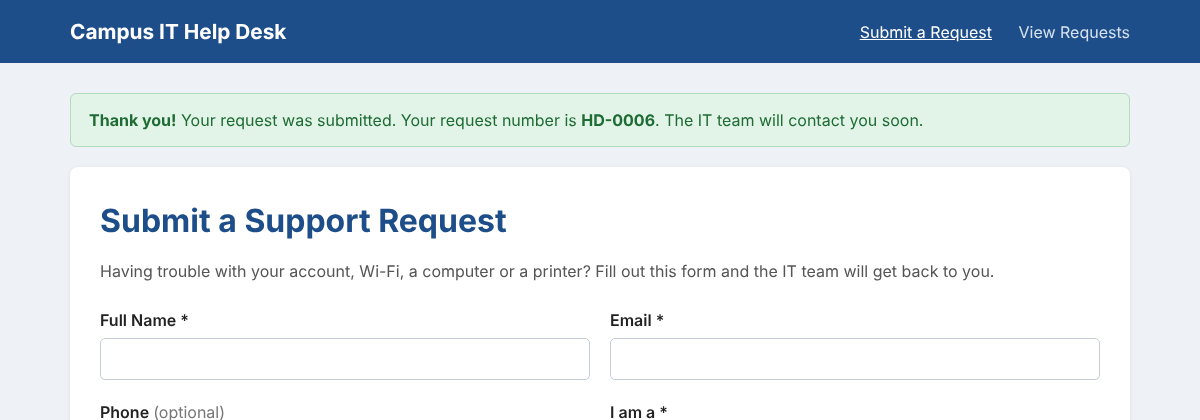 Campus IT Help Desk
Submit a Request
View Requests
Thank you! Your request was submitted. Your request number is HD-0006. The IT team will contact you soon.
Submit a Support Request
Having trouble with your account, Wi-Fi, a computer or a printer? Fill out this form and the IT team will get back to you.
Full Name *
Email *
Phone (optional)
I am a *